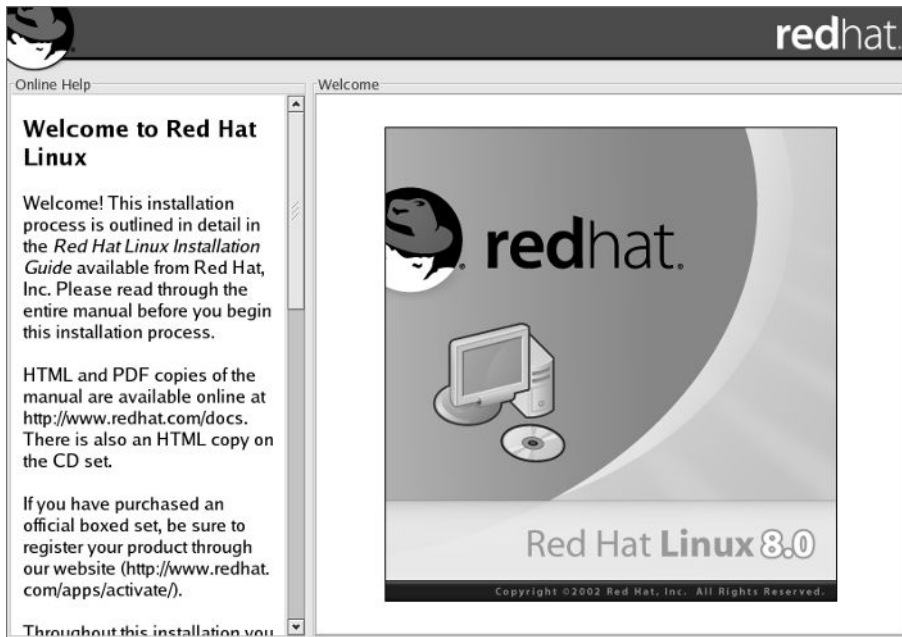 redhat.
Online Help
Welcome to Red Hat
Linux
Welcome! This installation
process is outlined in detail in
the Red Hat Linux Installation
Guide available from Red Hat,
Inc. Please read through the
entire manual before you begin
this installation process.
HTML and PDF copies of the
manual are available online at
http://www.redhat.com/docs.
There is also an HTML copy on
the CD set.
If you have purchased an
official boxed set, be sure to
register your product through
our website (http://www.redhat.
com/apps/activate/).
Throughout this installation you
Welcome
redhat.
Red Hat Linux 8.0
Copyright ©2002 Red Hat, Inc. All Rights Reserved.